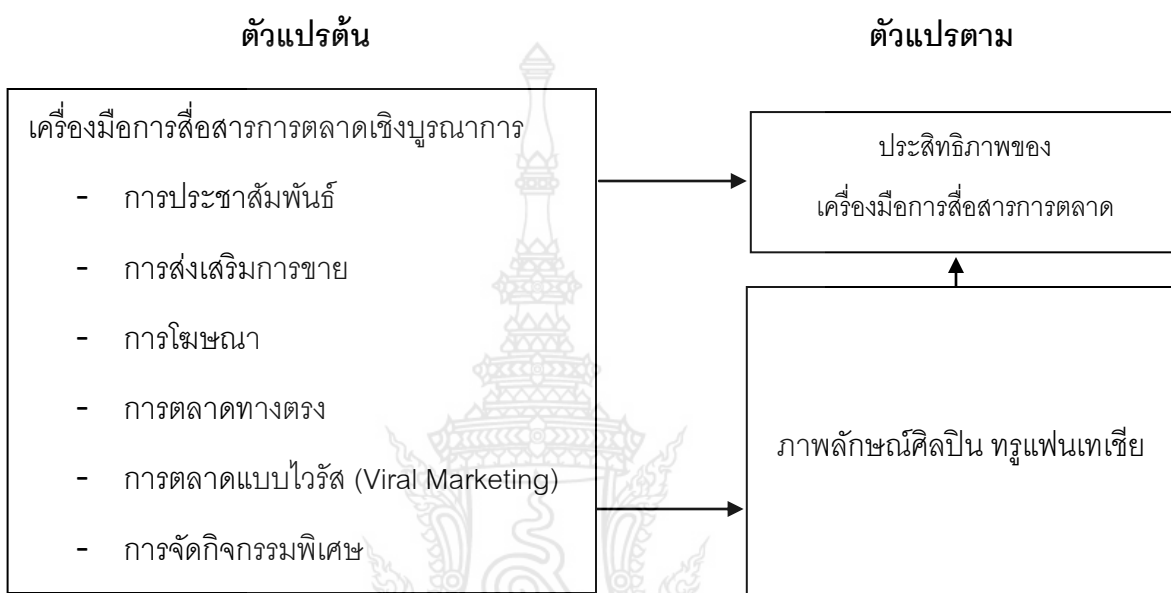 ตัวแปรต้น
ตัวแปรตาม
เครื่องมือการสื่อสารการตลาดเชิงบูรณาการ
- การประชาสัมพันธ์
- การส่งเสริมการขาย
- การโฆษณา
- การตลาดทางตรง
- การตลาดแบบไวรัส (Viral Marketing)
- การจัดกิจกรรมพิเศษ
ประสิทธิภาพของ
เครื่องมือการสื่อสารการตลาด
ภาพลักษณ์ศิลปิน ทรูแฟนเทเชีย